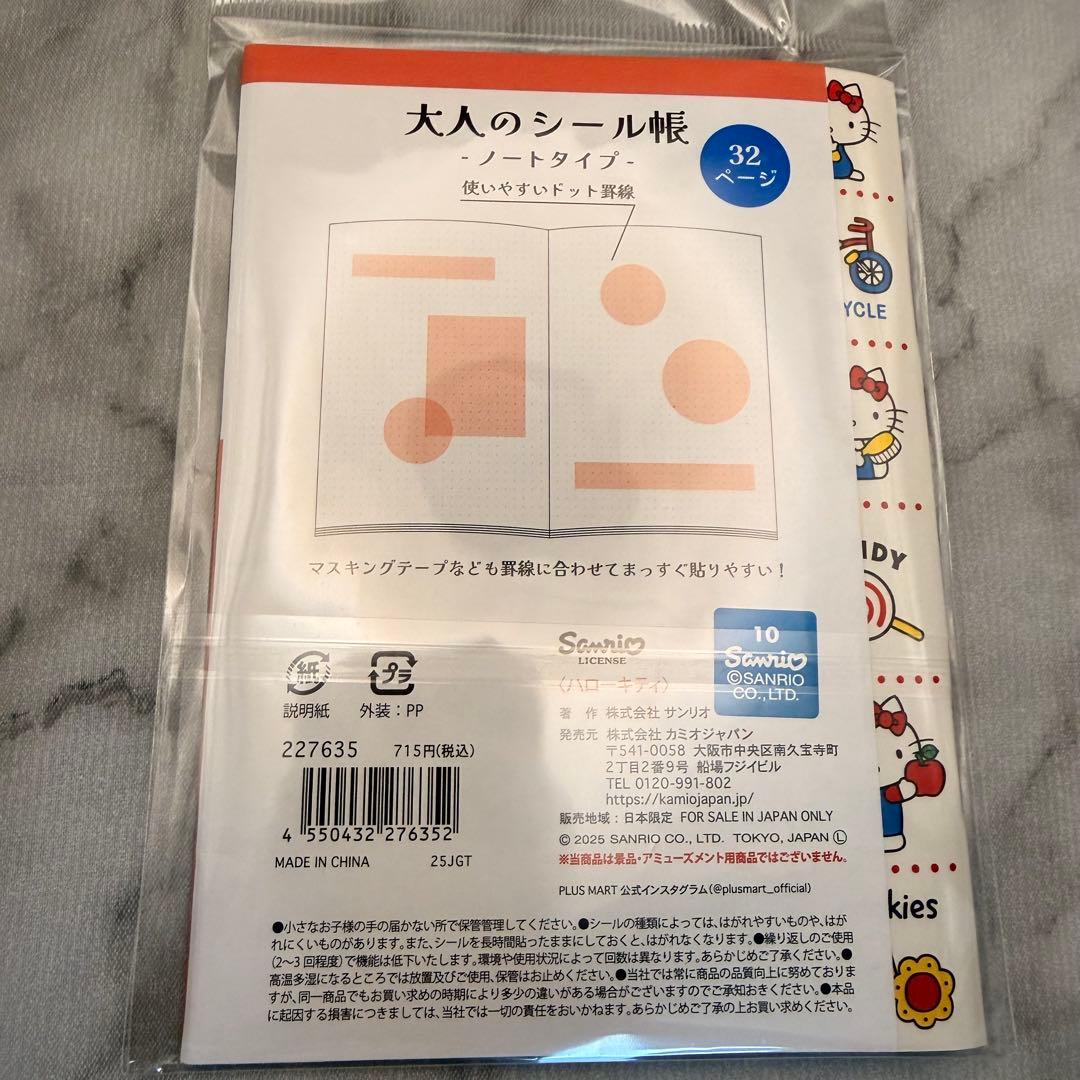 大人のシール帳
- ノートタイプ -
32
ページ
使いやすいドット罫線
マスキングテープなども罫線に合わせてまっすぐ貼りやすい！
紙
説明紙
プラ
外装：PP
227635
715円(税込)
4 550432 276352
MADE IN CHINA
25JGT
Sanrio
LICENSE
〈ハローキティ〉
10
Sanrio
©SANRIO
CO.,LTD.
著　作　株式会社 サンリオ
発売元　株式会社 カミオジャパン
〒541-0058 大阪市中央区南久宝寺町
2丁目2番9号 船場フジイビル
TEL 0120-991-802
https://kamiojapan.jp/
販売地域：日本限定 FOR SALE IN JAPAN ONLY
© 2025 SANRIO CO., LTD. TOKYO, JAPAN Ⓛ
※当商品は景品・アミューズメント用商品ではございません。
PLUS MART 公式インスタグラム(@plusmart_official)
●小さなお子様の手の届かない所で保管管理してください。●シールの種類によっては、はがれやすいものや、はが
れにくいものがあります。また、シールを長時間貼ったままにしておくと、はがれなくなります。●繰り返しのご使用
(2〜3回程度)で機能は低下いたします。環境や使用状況によって回数は異なります。あらかじめご了承ください。●
高温多湿になるところでは放置及びご使用、保管はお止めください。●当社では常に商品の品質向上に努めておりま
すが、同一商品でもお買い求めの時期により多少の違いがある場合がございますのでご承知おきください。●本品
に起因する損害につきましては、当社では一切の責任をおいかねます。あらかじめご了承の上お買い求めください。
YCLE
NDY
kies